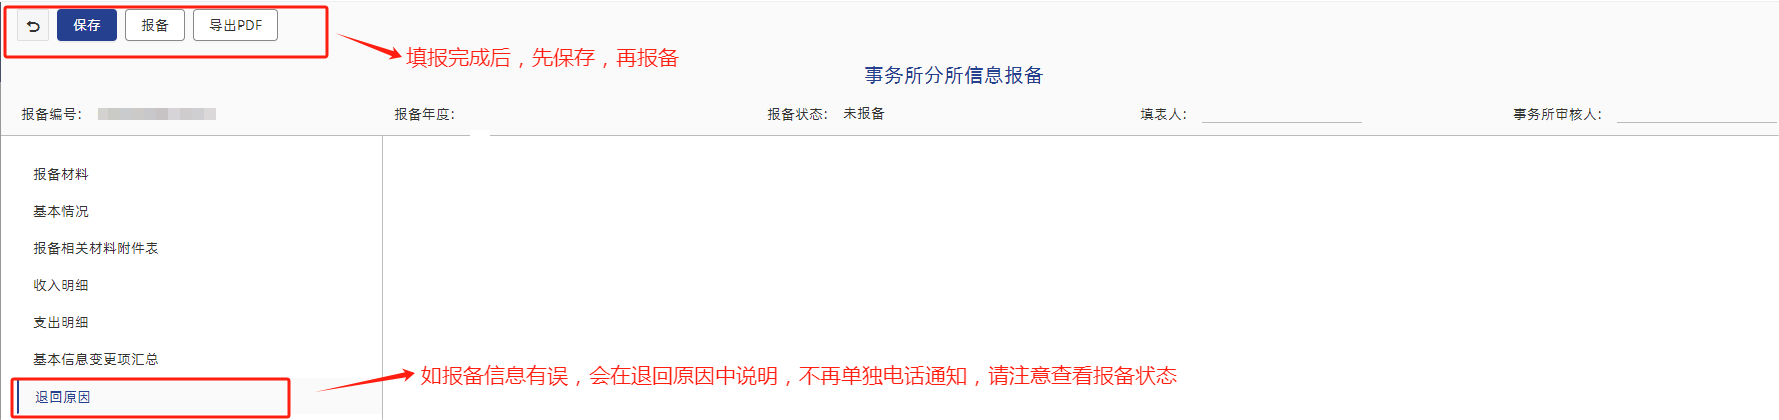 保存 报备 导出PDF
填报完成后，先保存，再报备
事务所分所信息报备
报备编号： 报备年度： 报备状态： 未报备 填表人： 事务所审核人：
报备材料
基本情况
报备相关材料附件表
收入明细
支出明细
基本信息变更项汇总
如报备信息有误，会在退回原因中说明，不再单独电话通知，请注意查看报备状态
退回原因